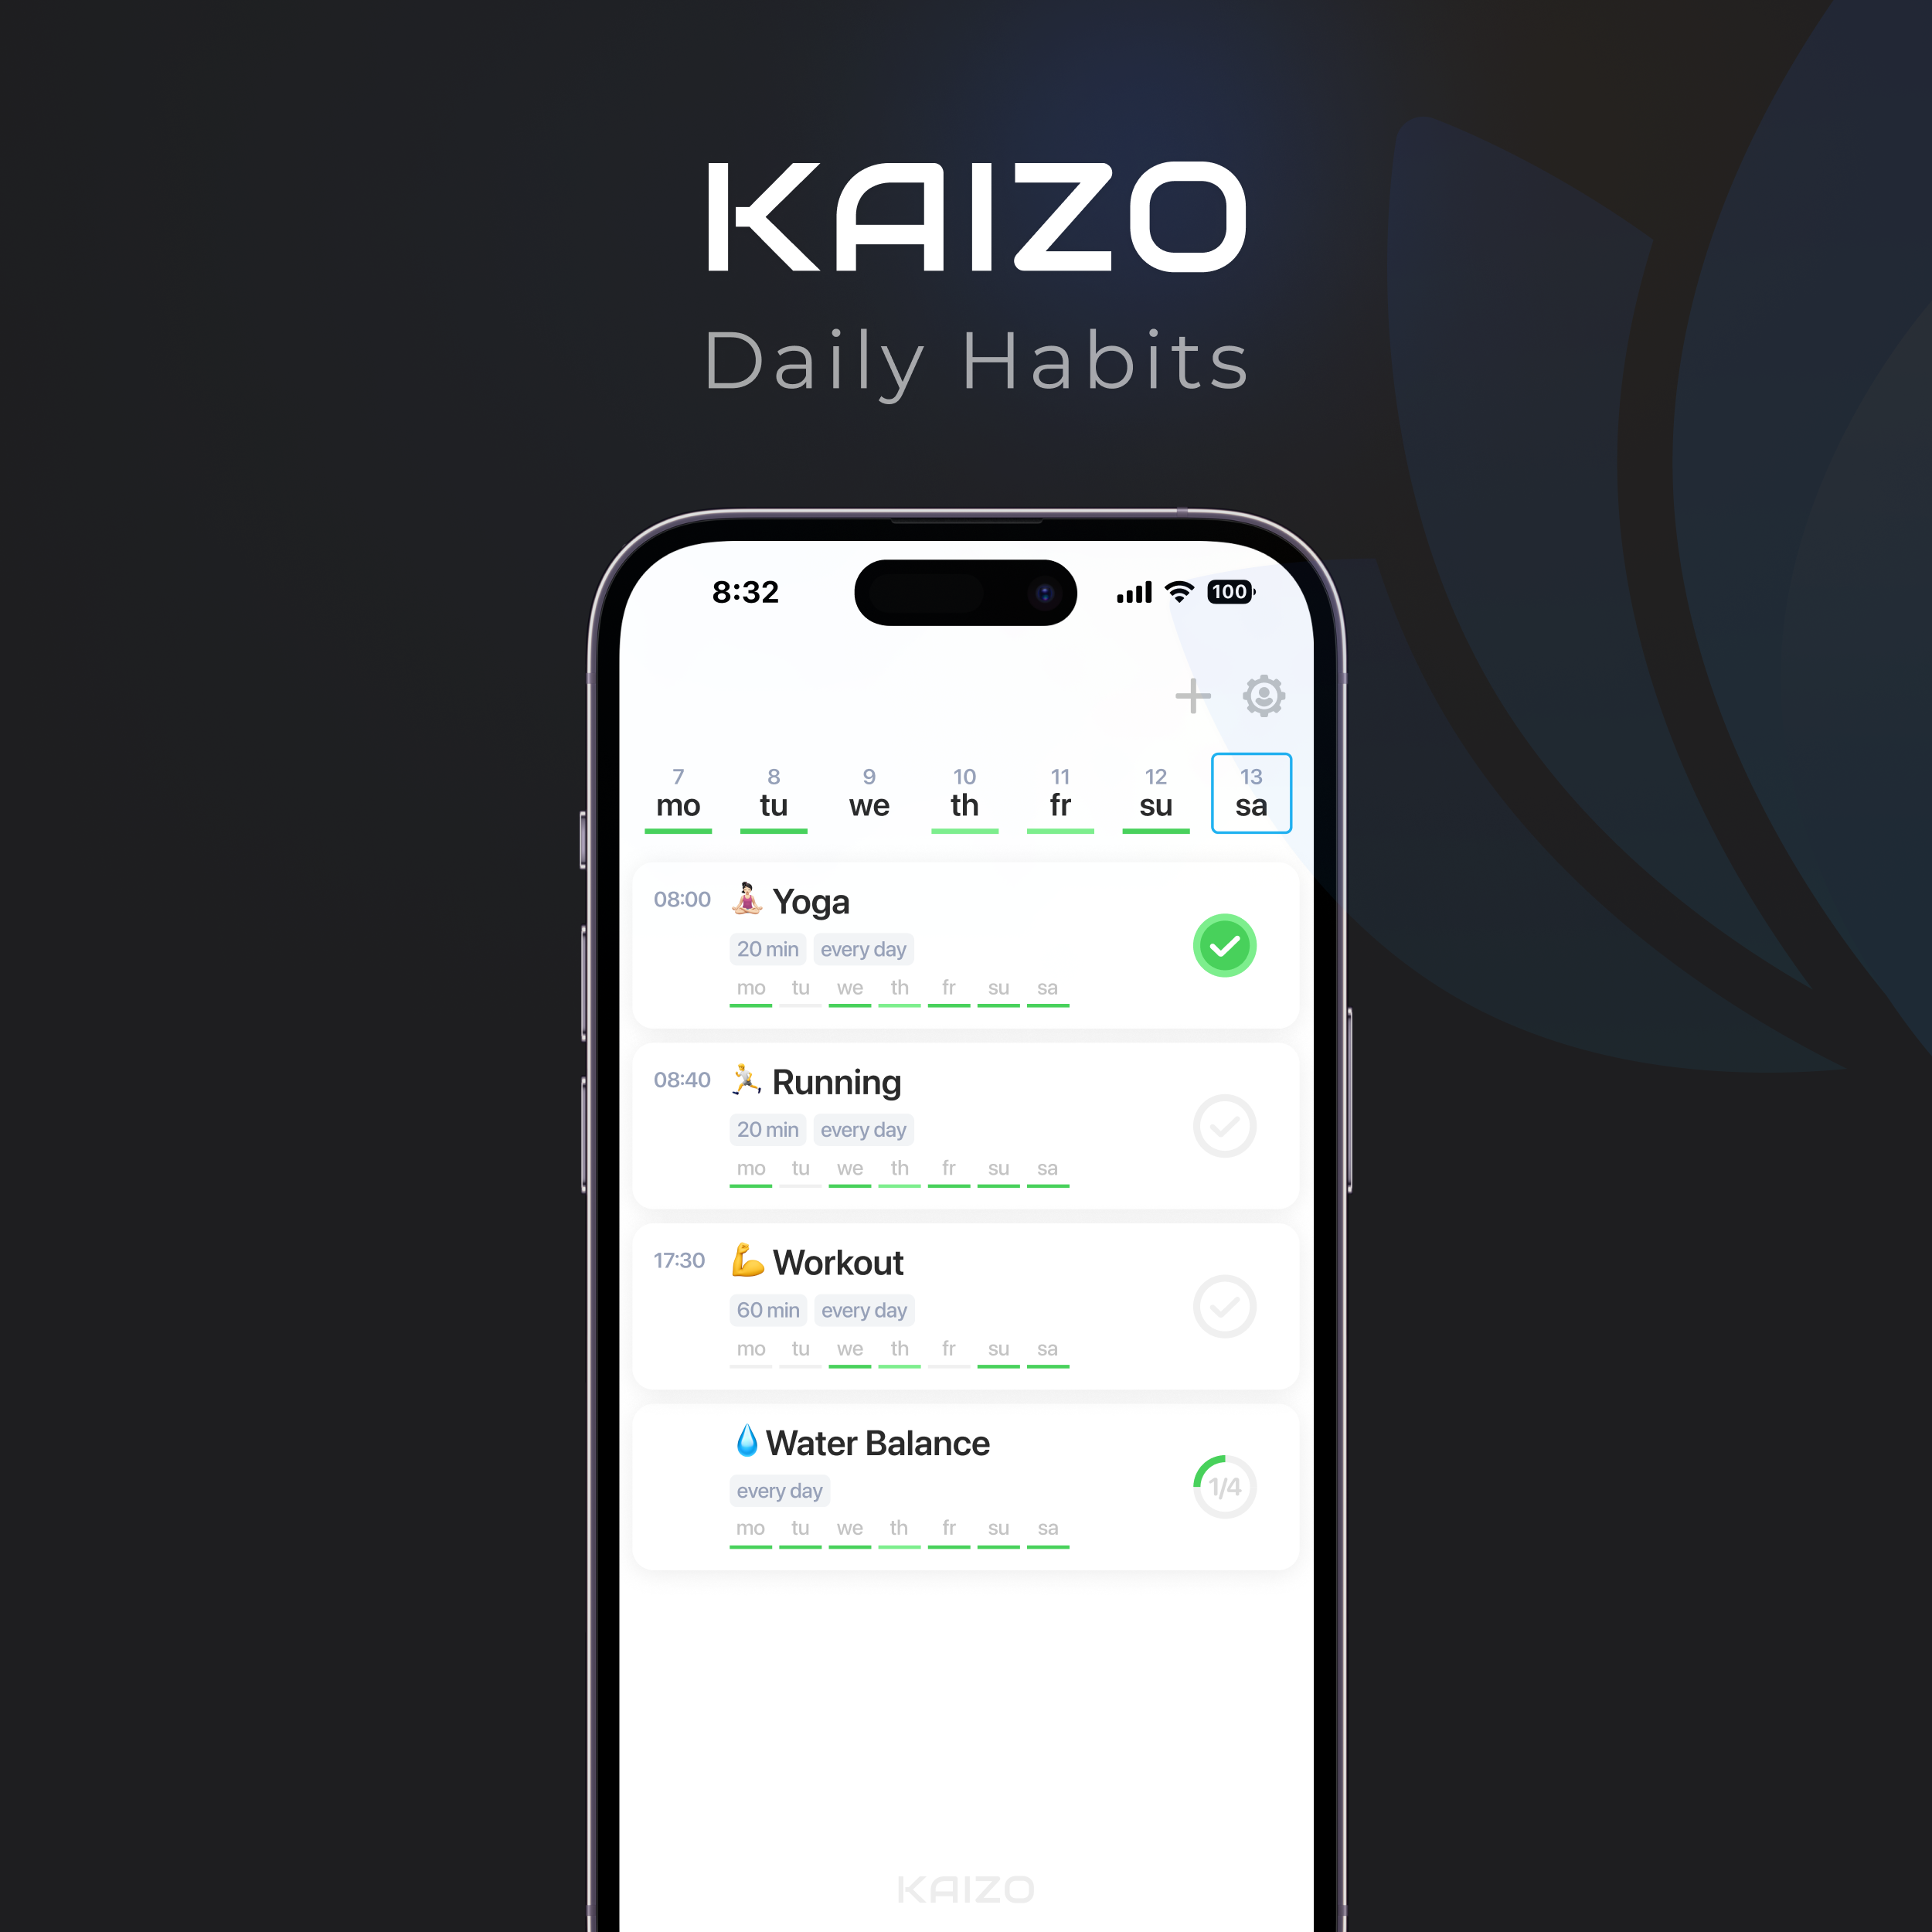 KAIZO
Daily Habits
8:32 100
7 8 9 10 11 12 13
mo tu we th fr su sa
08:00 Yoga
20 min every day
mo tu we th fr su sa
08:40 Running
20 min every day
mo tu we th fr su sa
17:30 Workout
60 min every day
mo tu we th fr su sa
Water Balance
every day 1/4
mo tu we th fr su sa
KAIZO